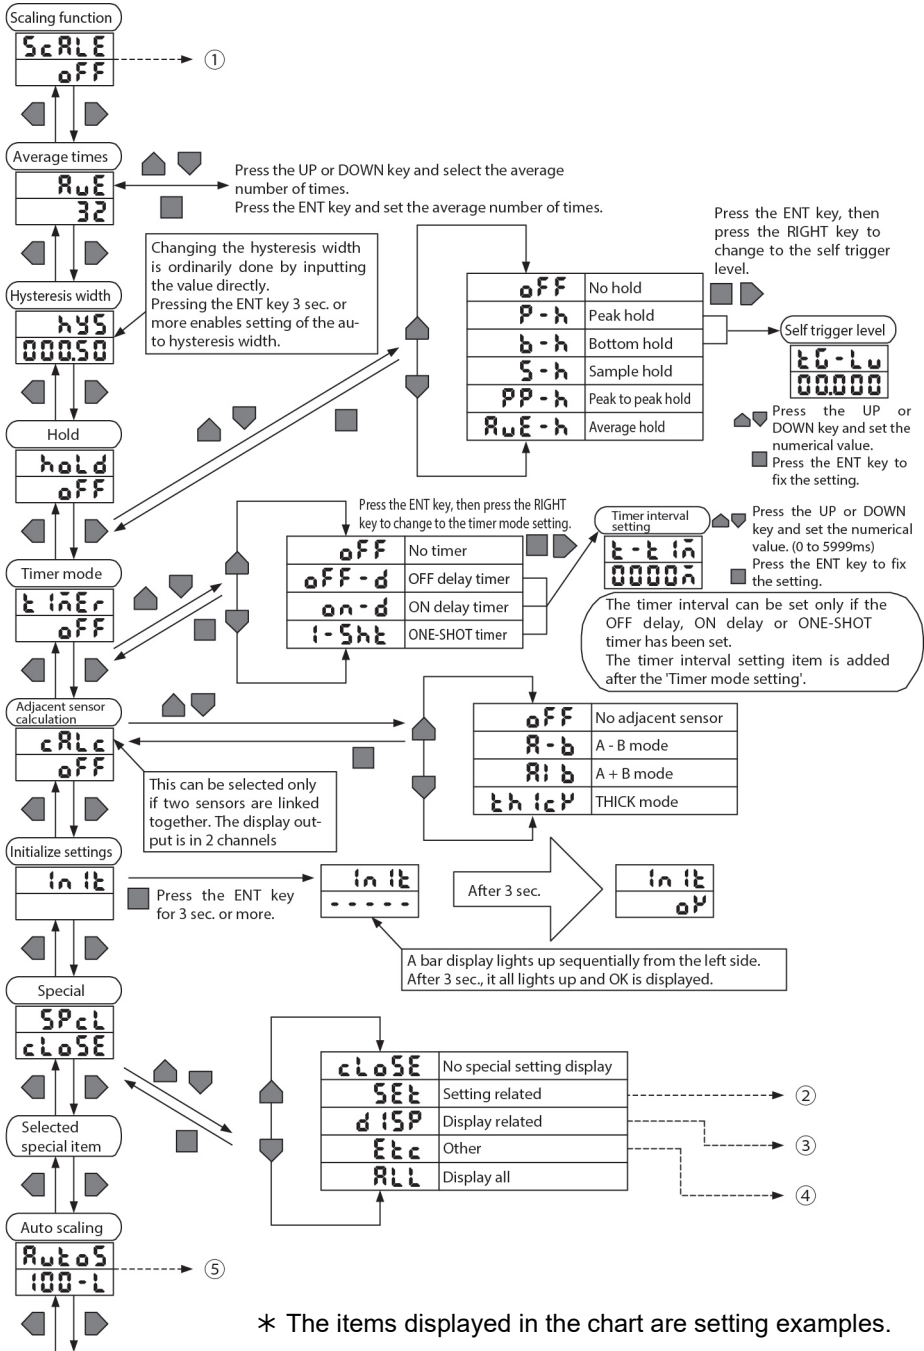 Scaling function
ScALE
oFF
①
Average times
AvE
32
Press the UP or DOWN key and select the average
number of times.
Press the ENT key and set the average number of times.
Hysteresis width
hYS
000.50
Changing the hysteresis width
is ordinarily done by inputting
the value directly.
Pressing the ENT key 3 sec. or
more enables setting of the au-
to hysteresis width.
oFF No hold
P-h Peak hold
b-h Bottom hold
S-h Sample hold
PP-h Peak to peak hold
AvE-h Average hold
Press the ENT key, then
press the RIGHT key to
change to the self trigger
level.
Self trigger level
tG-Lv
00.000
Press the UP or
DOWN key and set the
numerical value.
Press the ENT key to
fix the setting.
Hold
hoLd
oFF
Timer mode
tiMEr
oFF
Press the ENT key, then press the RIGHT
key to change to the timer mode setting.
oFF No timer
oFF-d OFF delay timer
on-d ON delay timer
1-Sht ONE-SHOT timer
Timer interval
setting
t-tiM
0000M
Press the UP or DOWN
key and set the numerical
value. (0 to 5999ms)
Press the ENT key to fix
the setting.
The timer interval can be set only if the
OFF delay, ON delay or ONE-SHOT
timer has been set.
The timer interval setting item is added
after the 'Timer mode setting'.
Adjacent sensor
calculation
cALc
oFF
This can be selected only
if two sensors are linked
together. The display out-
put is in 2 channels
oFF No adjacent sensor
A-b A - B mode
A+b A + B mode
thicK THICK mode
Initialize settings
init
Press the ENT key
for 3 sec. or more.
init
-----
After 3 sec.
init
oK
A bar display lights up sequentially from the left side.
After 3 sec., it all lights up and OK is displayed.
Special
SPcL
cLoSE
cLoSE No special setting display
SEt Setting related
diSP Display related
Etc Other
ALL Display all
②
③
④
Selected
special item
Auto scaling
AutoS
100-L
⑤
＊ The items displayed in the chart are setting examples.